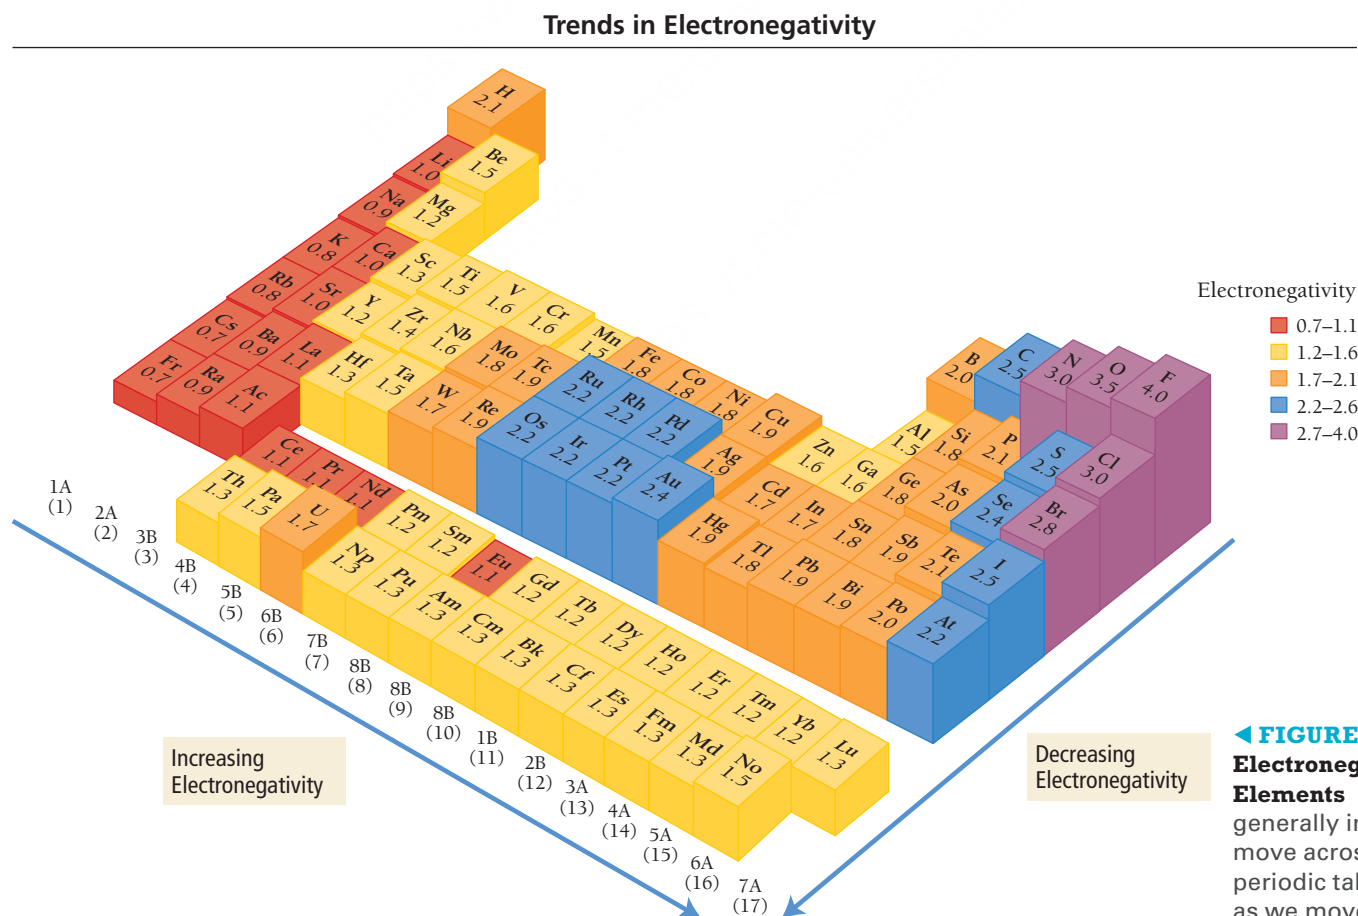 Trends in Electronegativity
H
2.1
Li
1.0
Be
1.5
Na
0.9
Mg
1.2
K
0.8
Ca
1.0
Sc
1.3
Ti
1.5
V
1.6
Cr
1.6
Mn
1.5
Fe
1.8
Co
1.8
Ni
1.8
Cu
1.9
Zn
1.6
Ga
1.6
Ge
1.8
As
2.0
Se
2.4
Br
2.8
B
2.0
C
2.5
N
3.0
O
3.5
F
4.0
Al
1.5
Si
1.8
P
2.1
S
2.5
Cl
3.0
Rb
0.8
Sr
1.0
Y
1.2
Zr
1.4
Nb
1.6
Mo
1.8
Tc
1.9
Ru
2.2
Rh
2.2
Pd
2.2
Ag
1.9
Cd
1.7
In
1.7
Sn
1.8
Sb
1.9
Te
2.1
I
2.5
Cs
0.7
Ba
0.9
La
1.1
Hf
1.3
Ta
1.5
W
1.7
Re
1.9
Os
2.2
Ir
2.2
Pt
2.2
Au
2.4
Hg
1.9
Tl
1.8
Pb
1.9
Bi
1.9
Po
2.0
At
2.2
Fr
0.7
Ra
0.9
Ac
1.1
Ce
1.1
Pr
1.1
Nd
1.1
Pm
1.2
Sm
1.2
Eu
1.1
Gd
1.2
Tb
1.2
Dy
1.2
Ho
1.2
Er
1.2
Tm
1.2
Yb
1.2
Lu
1.3
Th
1.3
Pa
1.5
U
1.7
Np
1.3
Pu
1.3
Am
1.3
Cm
1.3
Bk
1.3
Cf
1.3
Es
1.3
Fm
1.3
Md
1.3
No
1.5
Electronegativity
0.7–1.1
1.2–1.6
1.7–2.1
2.2–2.6
2.7–4.0
1A
(1)
2A
(2)
3B
(3)
4B
(4)
5B
(5)
6B
(6)
7B
(7)
8B
(8)
8B
(9)
8B
(10)
1B
(11)
2B
(12)
3A
(13)
4A
(14)
5A
(15)
6A
(16)
7A
(17)
Increasing
Electronegativity
Decreasing
Electronegativity
◀ FIGURE
Electroneg
Elements
generally in
move acros
periodic tal
as we move